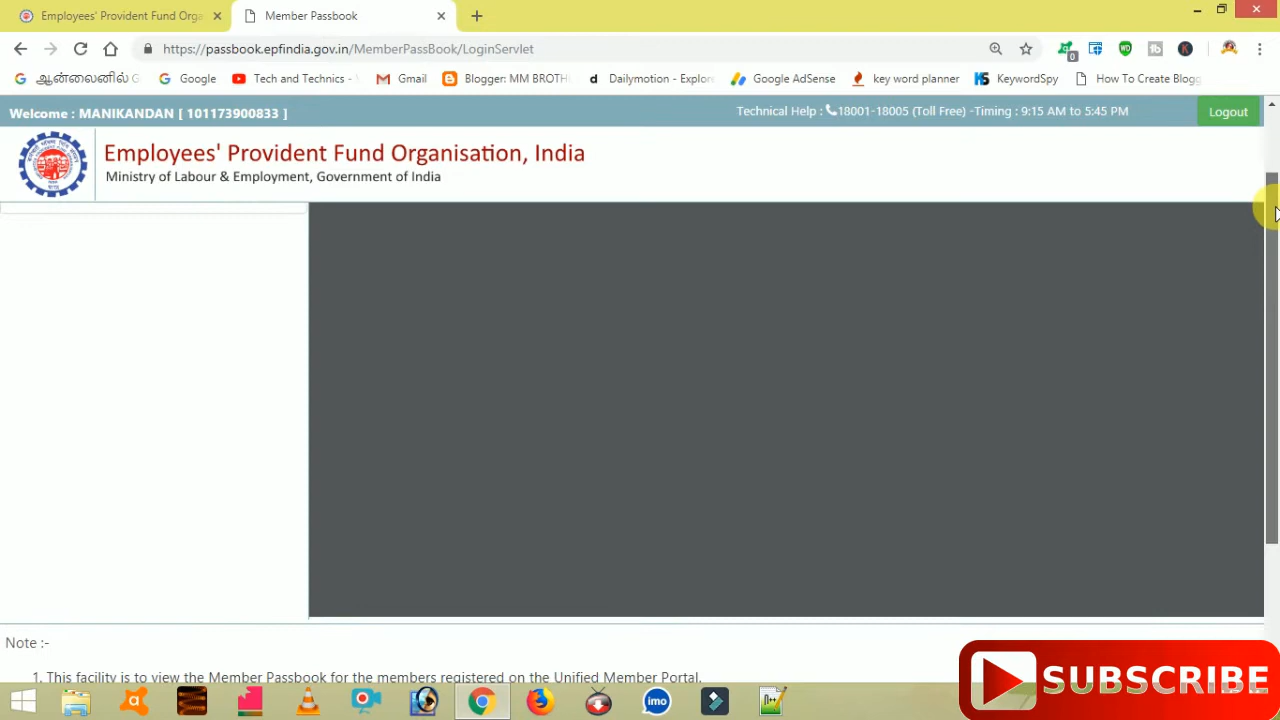 Employees' Provident Fund Orga
Member Passbook
https://passbook.epfindia.gov.in/MemberPassBook/LoginServlet
ஆன்லைனில் G
Google
Tech and Technics -
Gmail
Blogger: MM BROTH
Dailymotion - Explor
Google AdSense
key word planner
KeywordSpy
How To Create Blogg
Welcome : MANIKANDAN [ 101173900833 ]
Technical Help : 18001-18005 (Toll Free) -Timing : 9:15 AM to 5:45 PM
Logout
Employees' Provident Fund Organisation, India
Ministry of Labour & Employment, Government of India
Note :-
1. This facility is to view the Member Passbook for the members registered on the Unified Member Portal.
SUBSCRIBE
imo